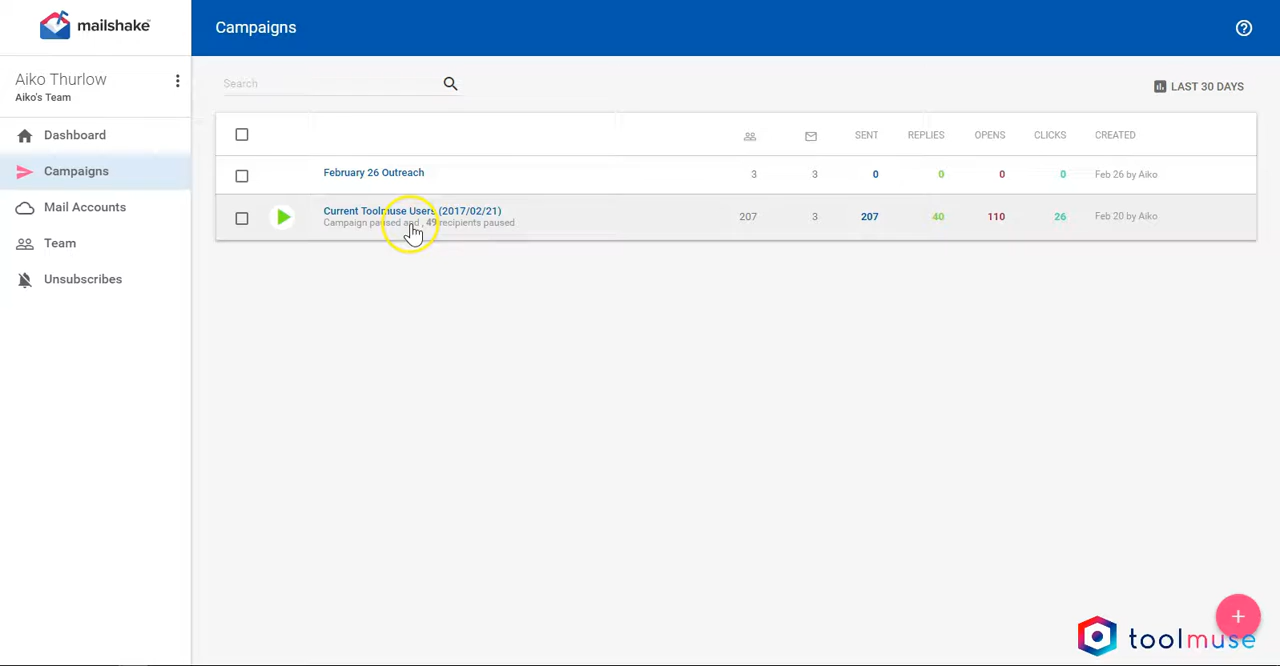 mailshake
Campaigns
Aiko Thurlow
Aiko's Team
Dashboard
Campaigns
Mail Accounts
Team
Unsubscribes
Search
LAST 30 DAYS
SENT REPLIES OPENS CLICKS CREATED
February 26 Outreach 3 3 0 0 0 0 Feb 26 by Aiko
Current Toolmuse Users (2017/02/21)
Campaign paused and , 49 recipients paused
207 3 207 40 110 26 Feb 20 by Aiko
+
toolmuse